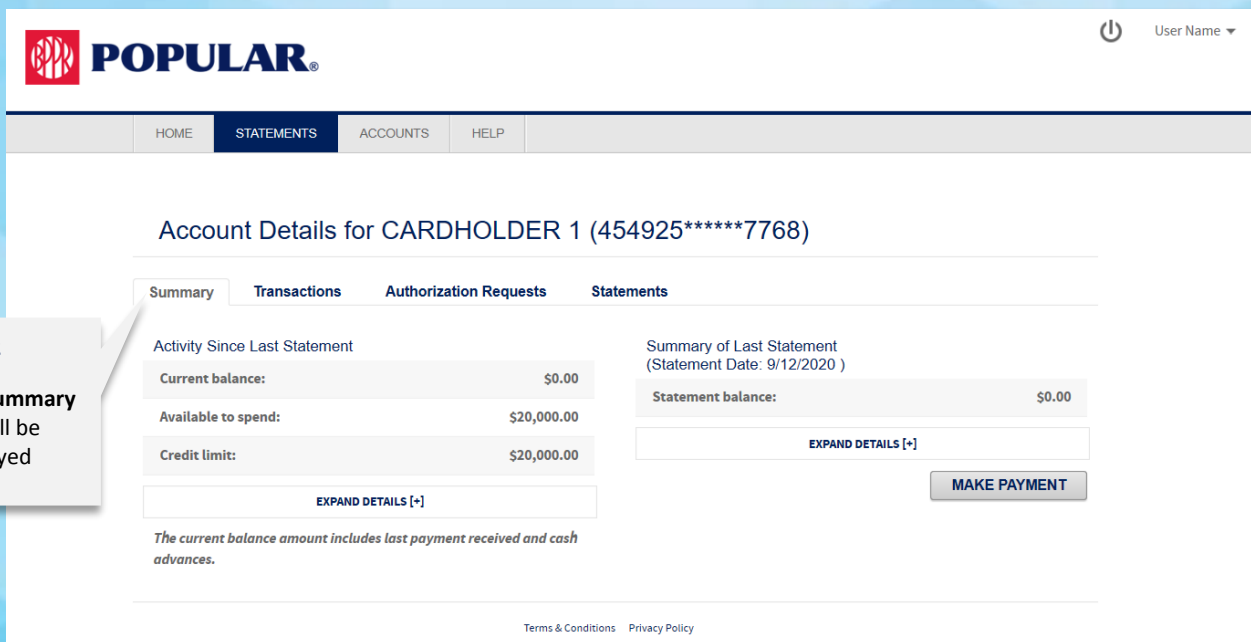 BPPR POPULAR®
User Name
HOME STATEMENTS ACCOUNTS HELP
Account Details for CARDHOLDER 1 (454925******7768)
Summary Transactions Authorization Requests Statements
Activity Since Last Statement
Current balance: $0.00
Available to spend: $20,000.00
Credit limit: $20,000.00
EXPAND DETAILS [+]
The current balance amount includes last payment received and cash
advances.
Summary of Last Statement
(Statement Date: 9/12/2020 )
Statement balance: $0.00
EXPAND DETAILS [+]
MAKE PAYMENT
be
Terms & Conditions Privacy Policy